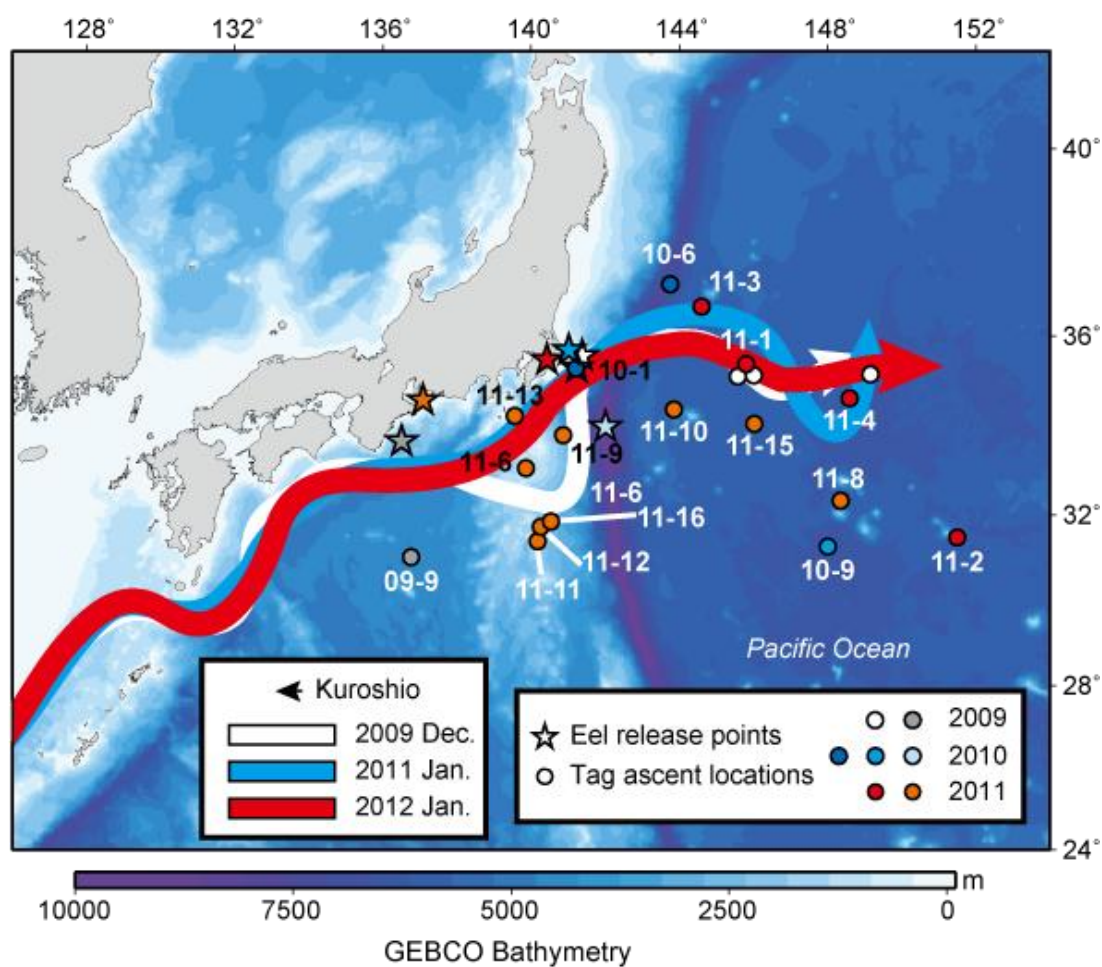 128° 132° 136° 140° 144° 148° 152°
40°
10-6
11-3
36°
11-1
10-1
11-13
11-10
11-15
11-4
11-9
11-6
11-6
11-8
11-16
32°
11-12
10-9
11-2
09-9
11-11
Pacific Ocean
28°
Kuroshio
2009 Dec.
2011 Jan.
2012 Jan.
Eel release points
Tag ascent locations
2009
2010
2011
24°
m
10000 7500 5000 2500 0
GEBCO Bathymetry